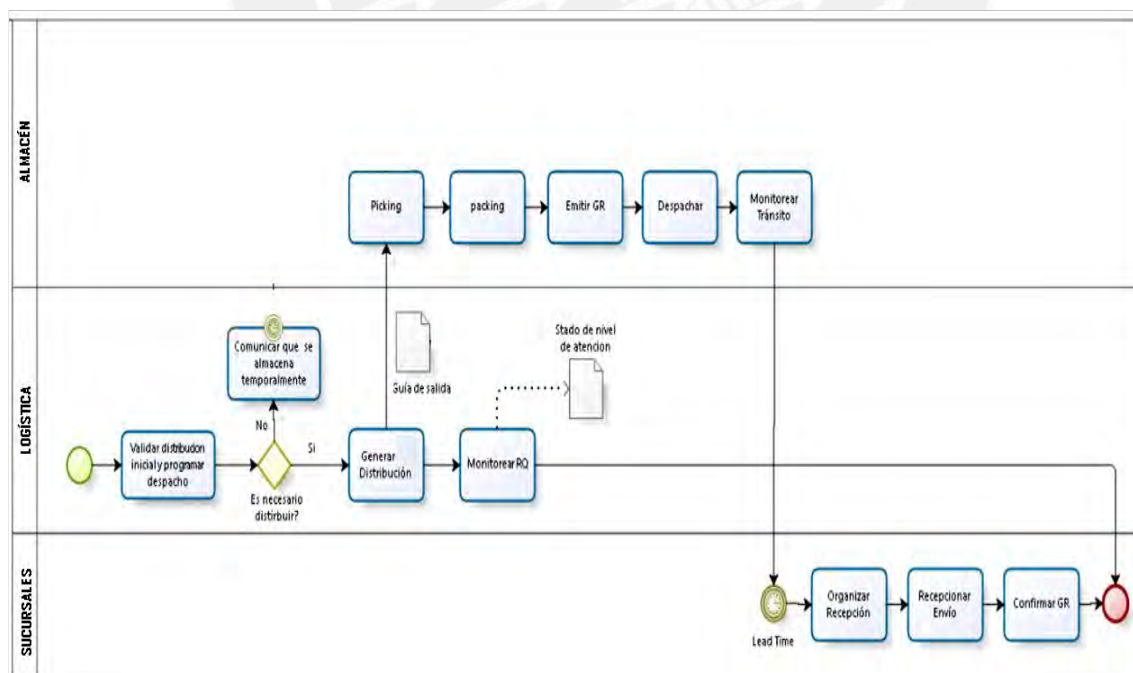 ALMACÉN
Picking
packing
Emitir GR
Despachar
Monitorear
Tránsito
LOGÍSTICA
Comunicar que se
almacena
temporalmente
Guía de salida
Stado de nivel
de atencion
No
Si
Validar distribudon
inicial y programar
despacho
Es necesario
distirbuir?
Generar
Distribución
Monitorear RQ
SUCURSALES
Lead Time
Organizar
Recepción
Recepcionar
Envío
Confirmar GR